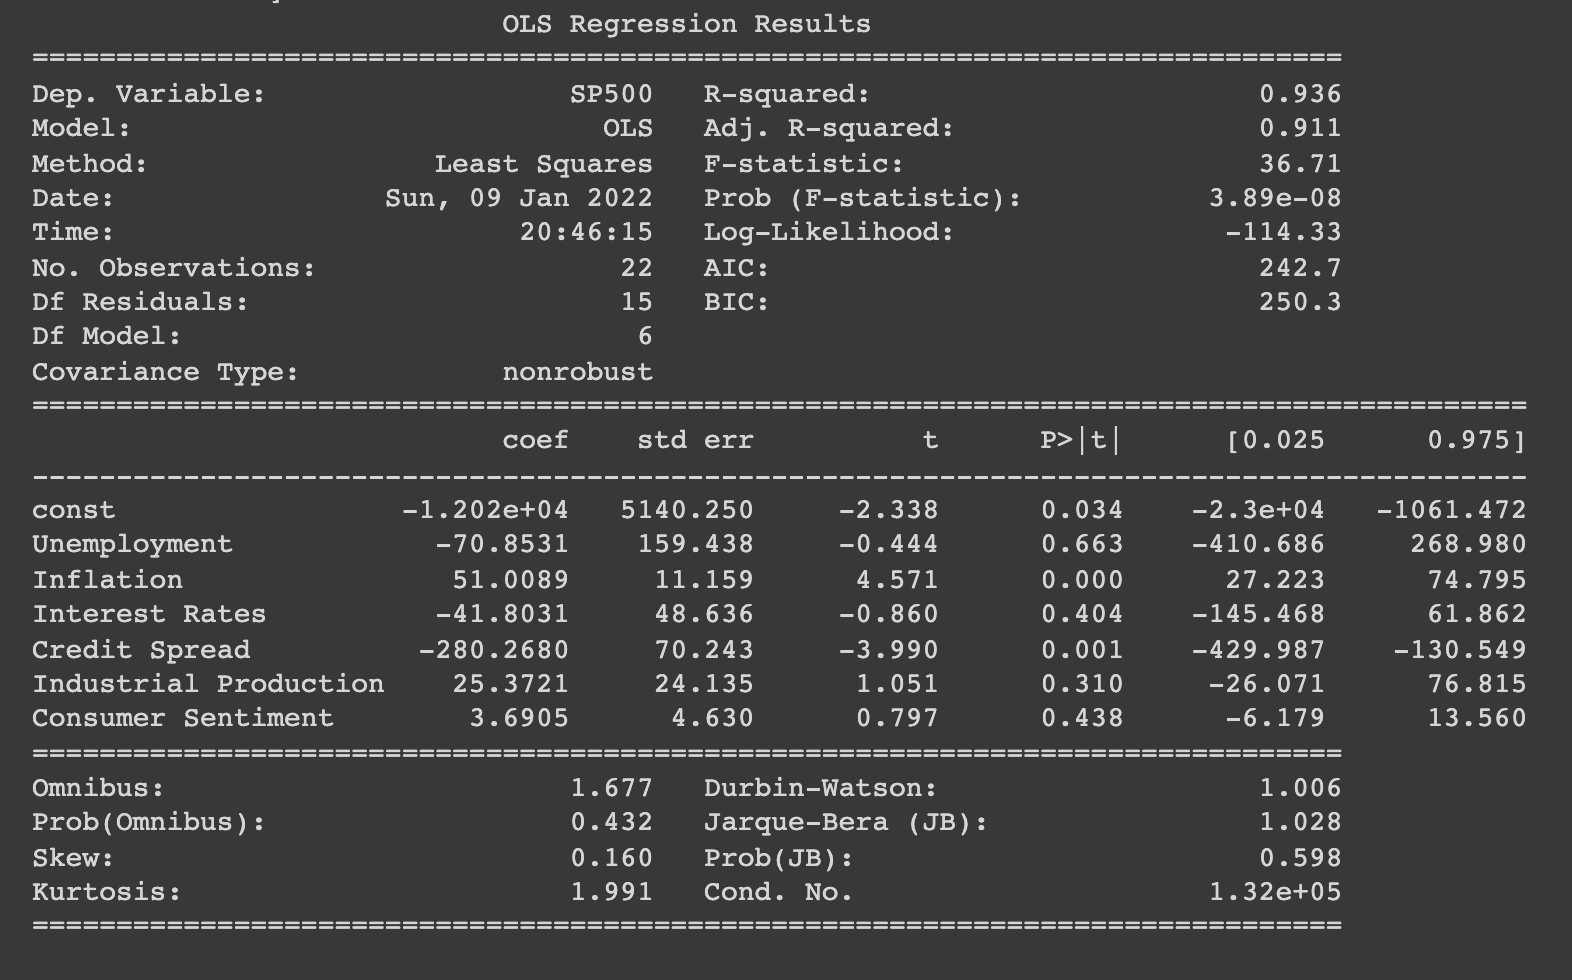 OLS Regression Results
==============================================================================
Dep. Variable: SP500 R-squared: 0.936
Model: OLS Adj. R-squared: 0.911
Method: Least Squares F-statistic: 36.71
Date: Sun, 09 Jan 2022 Prob (F-statistic): 3.89e-08
Time: 20:46:15 Log-Likelihood: -114.33
No. Observations: 22 AIC: 242.7
Df Residuals: 15 BIC: 250.3
Df Model: 6
Covariance Type: nonrobust
=========================================================================================
coef std err t P>|t| [0.025 0.975]
-----------------------------------------------------------------------------------------
const -1.202e+04 5140.250 -2.338 0.034 -2.3e+04 -1061.472
Unemployment -70.8531 159.438 -0.444 0.663 -410.686 268.980
Inflation 51.0089 11.159 4.571 0.000 27.223 74.795
Interest Rates -41.8031 48.636 -0.860 0.404 -145.468 61.862
Credit Spread -280.2680 70.243 -3.990 0.001 -429.987 -130.549
Industrial Production 25.3721 24.135 1.051 0.310 -26.071 76.815
Consumer Sentiment 3.6905 4.630 0.797 0.438 -6.179 13.560
==============================================================================
Omnibus: 1.677 Durbin-Watson: 1.006
Prob(Omnibus): 0.432 Jarque-Bera (JB): 1.028
Skew: 0.160 Prob(JB): 0.598
Kurtosis: 1.991 Cond. No. 1.32e+05
==============================================================================